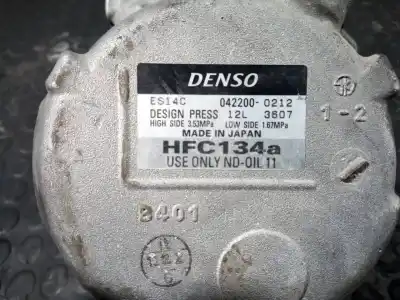 DENSO
ES14C 042200-0212
DESIGN PRESS 12L 3607
HIGH SIDE 3.53MPa LOW SIDE 1.67MPa
MADE IN JAPAN
HFC134a
USE ONLY ND-OIL 11
1-2
B401